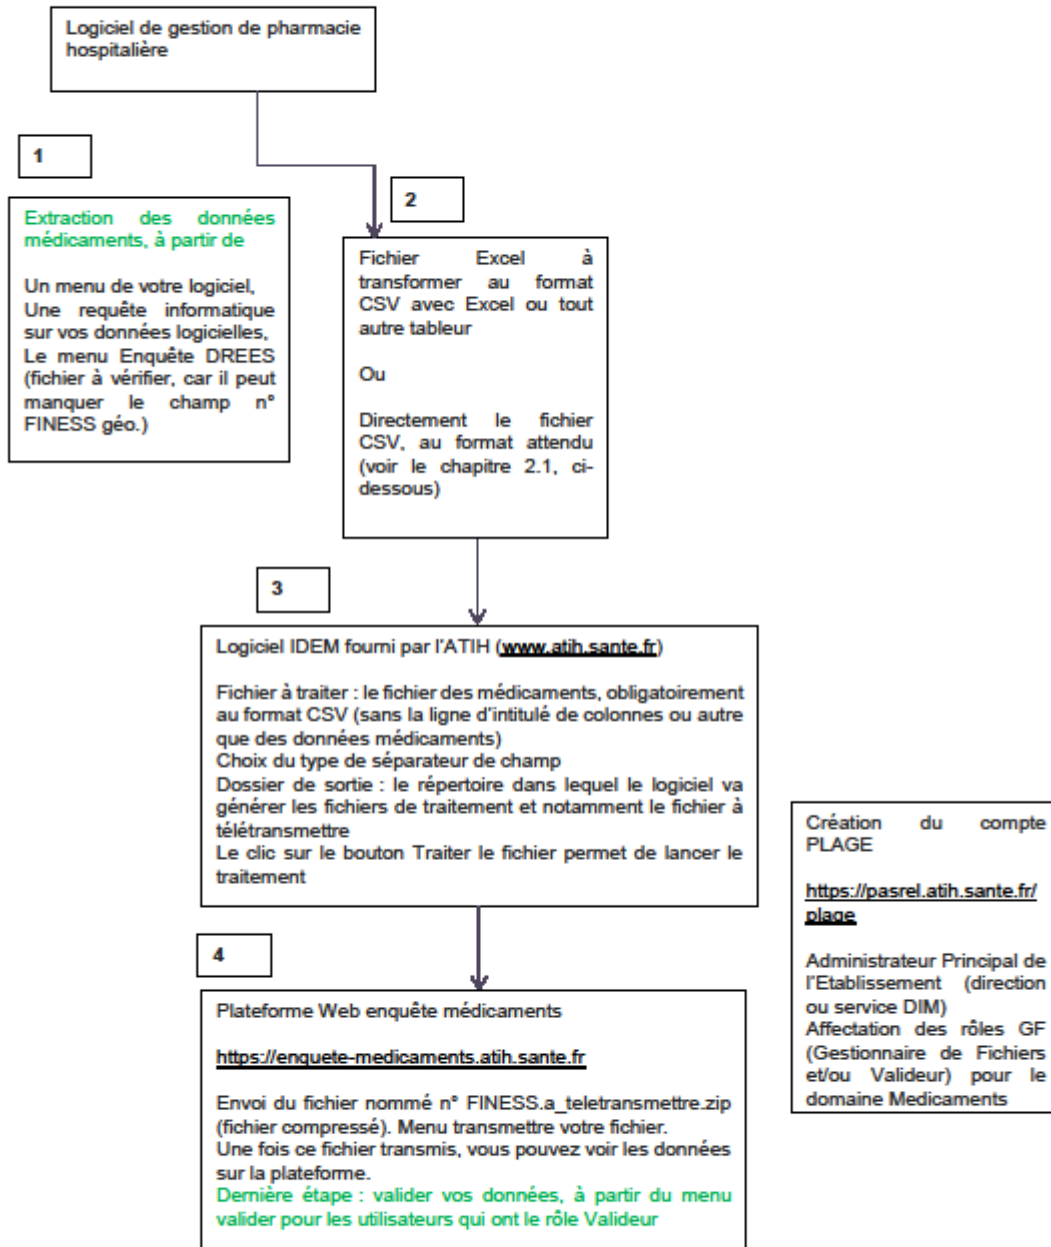 Logiciel de gestion de pharmacie
hospitalière
1
Extraction des données
médicaments, à partir de
Un menu de votre logiciel,
Une requête informatique
sur vos données logicielles,
Le menu Enquête DREES
(fichier à vérifier, car il peut
manquer le champ n°
FINESS géo.)
2
Fichier Excel à
transformer au format
CSV avec Excel ou tout
autre tableur
Ou
Directement le fichier
CSV, au format attendu
(voir le chapitre 2.1, ci-
dessous)
3
Logiciel IDEM fourni par l'ATIH (www.atih.sante.fr)
Fichier à traiter : le fichier des médicaments, obligatoirement
au format CSV (sans la ligne d'intitulé de colonnes ou autre
que des données médicaments)
Choix du type de séparateur de champ
Dossier de sortie : le répertoire dans lequel le logiciel va
générer les fichiers de traitement et notamment le fichier à
télétransmettre
Le clic sur le bouton Traiter le fichier permet de lancer le
traitement
4
Plateforme Web enquête médicaments
https://enquete-medicaments.atih.sante.fr
Envoi du fichier nommé n° FINESS.a_teletransmettre.zip
(fichier compressé). Menu transmettre votre fichier.
Une fois ce fichier transmis, vous pouvez voir les données
sur la plateforme.
Dernière étape : valider vos données, à partir du menu
valider pour les utilisateurs qui ont le rôle Valideur
Création du compte
PLAGE
https://pasrel.atih.sante.fr/
plage
Administrateur Principal de
l'Etablissement (direction
ou service DIM)
Affectation des rôles GF
(Gestionnaire de Fichiers
et/ou Valideur) pour le
domaine Medicaments